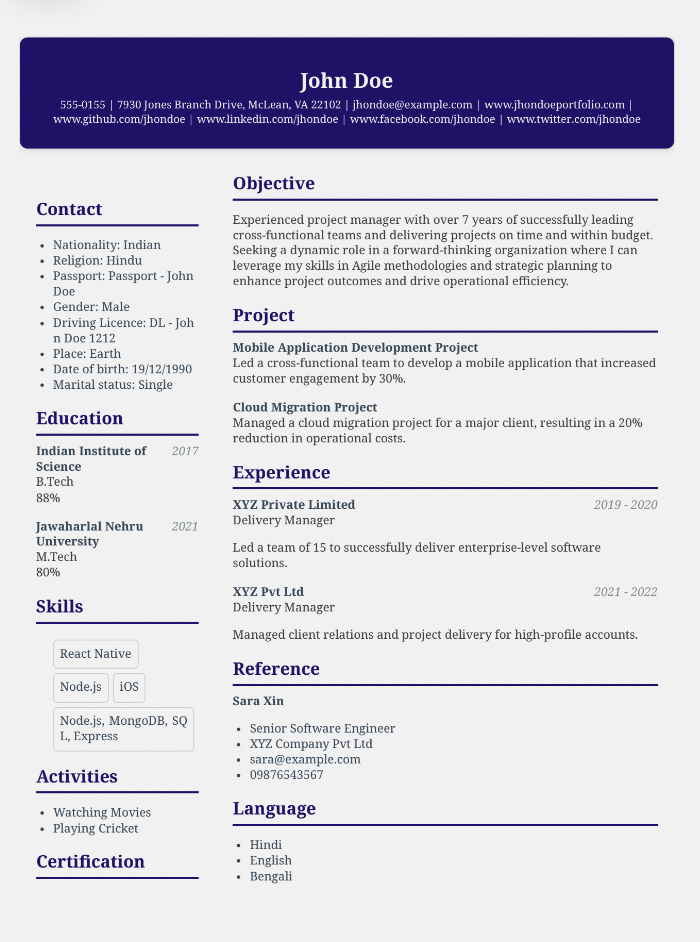 John Doe
555-0155 | 7930 Jones Branch Drive, McLean, VA 22102 | jhondoe@example.com | www.jhondoeportfolio.com |
www.github.com/jhondoe | www.linkedin.com/jhondoe | www.facebook.com/jhondoe | www.twitter.com/jhondoe
Contact
• Nationality: Indian
• Religion: Hindu
• Passport: Passport - John
Doe
• Gender: Male
• Driving Licence: DL - Joh
n Doe 1212
• Place: Earth
• Date of birth: 19/12/1990
• Marital status: Single
Education
Indian Institute of 2017
Science
B.Tech
88%
Jawaharlal Nehru 2021
University
M.Tech
80%
Skills
React Native
Node.js iOS
Node.js, MongoDB, SQ
L, Express
Activities
• Watching Movies
• Playing Cricket
Certification
Objective
Experienced project manager with over 7 years of successfully leading
cross-functional teams and delivering projects on time and within budget.
Seeking a dynamic role in a forward-thinking organization where I can
leverage my skills in Agile methodologies and strategic planning to
enhance project outcomes and drive operational efficiency.
Project
Mobile Application Development Project
Led a cross-functional team to develop a mobile application that increased
customer engagement by 30%.
Cloud Migration Project
Managed a cloud migration project for a major client, resulting in a 20%
reduction in operational costs.
Experience
XYZ Private Limited 2019 - 2020
Delivery Manager
Led a team of 15 to successfully deliver enterprise-level software
solutions.
XYZ Pvt Ltd 2021 - 2022
Delivery Manager
Managed client relations and project delivery for high-profile accounts.
Reference
Sara Xin
• Senior Software Engineer
• XYZ Company Pvt Ltd
• sara@example.com
• 09876543567
Language
• Hindi
• English
• Bengali